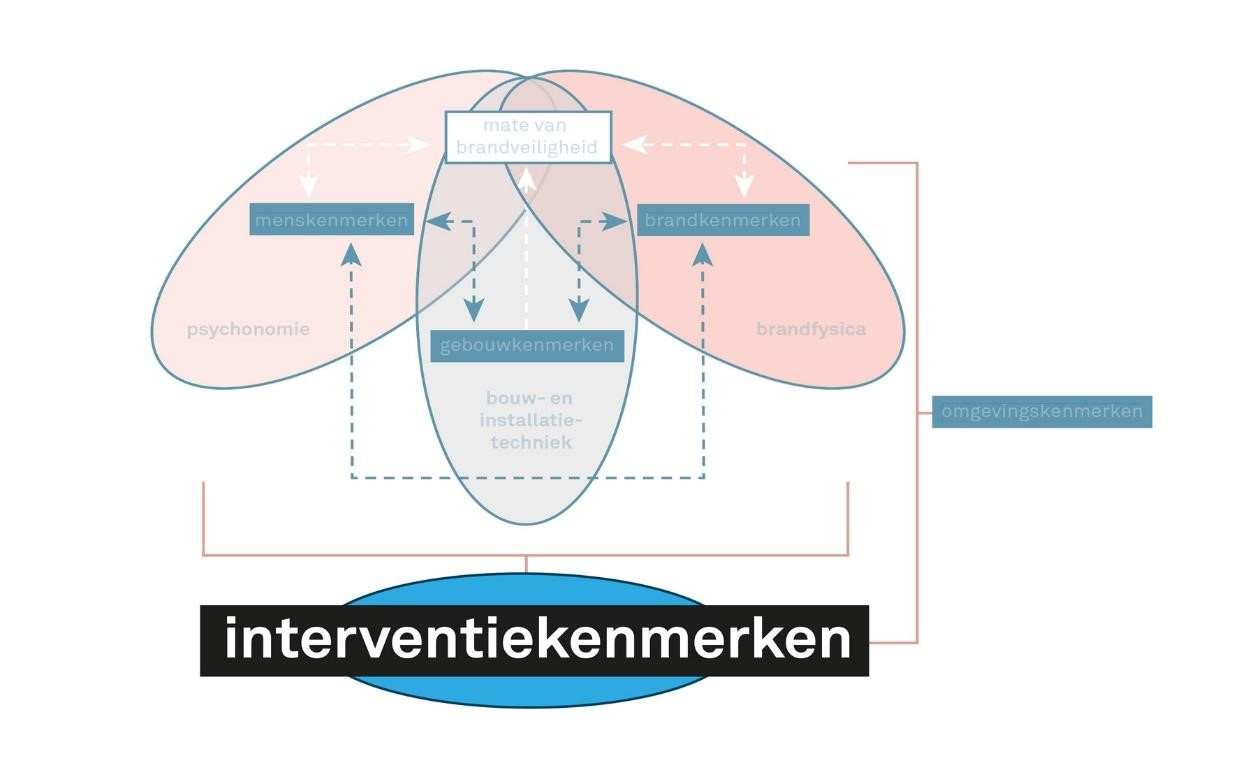 mate van
brandveiligheid
menskenmerken
brandkenmerken
psychonomie
brandfysica
gebouwkenmerken
bouw- en
installatie-
techniek
omgevingskenmerken
interventiekenmerken